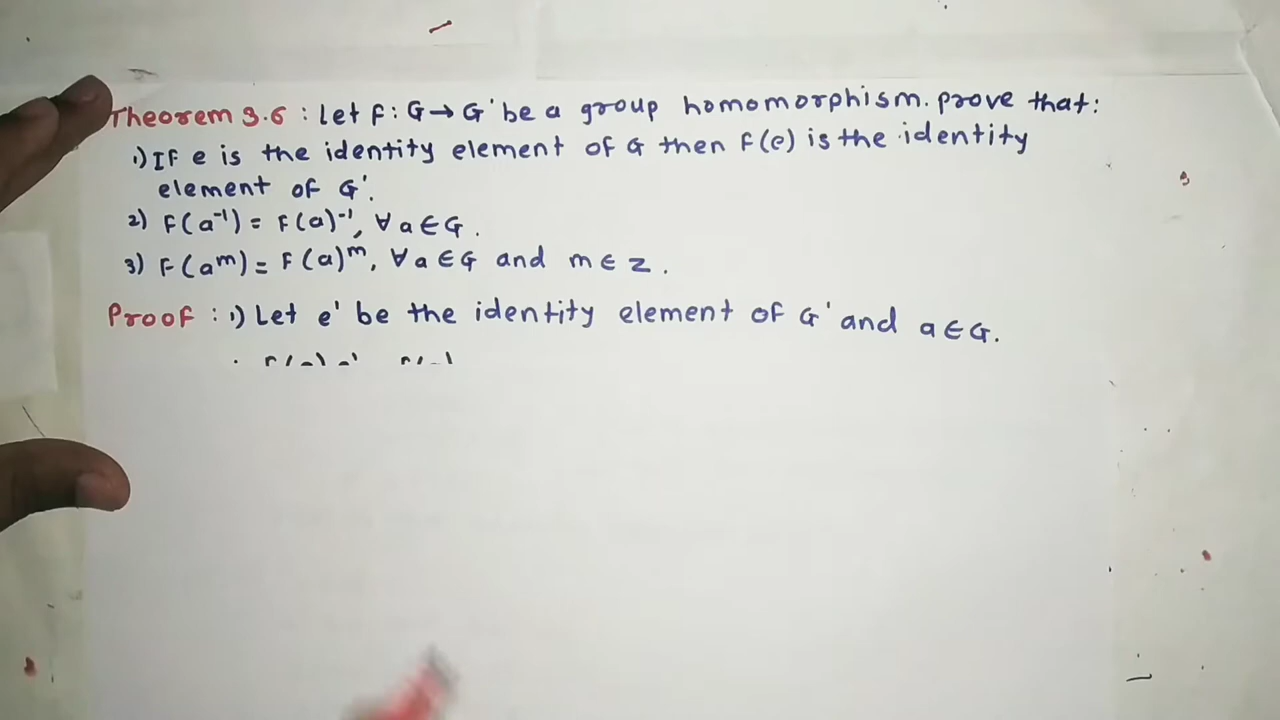 Theorem 3.6 : Let f : G → G' be a group homomorphism. prove that :
1) If e is the identity element of G then f(e) is the identity
element of G'.
2) f(a⁻¹) = f(a)⁻¹, ∀ a ∈ G.
3) f(aᵐ) = f(a)ᵐ, ∀ a ∈ G and m ∈ z.
Proof : 1) Let e' be the identity element of G' and a ∈ G.